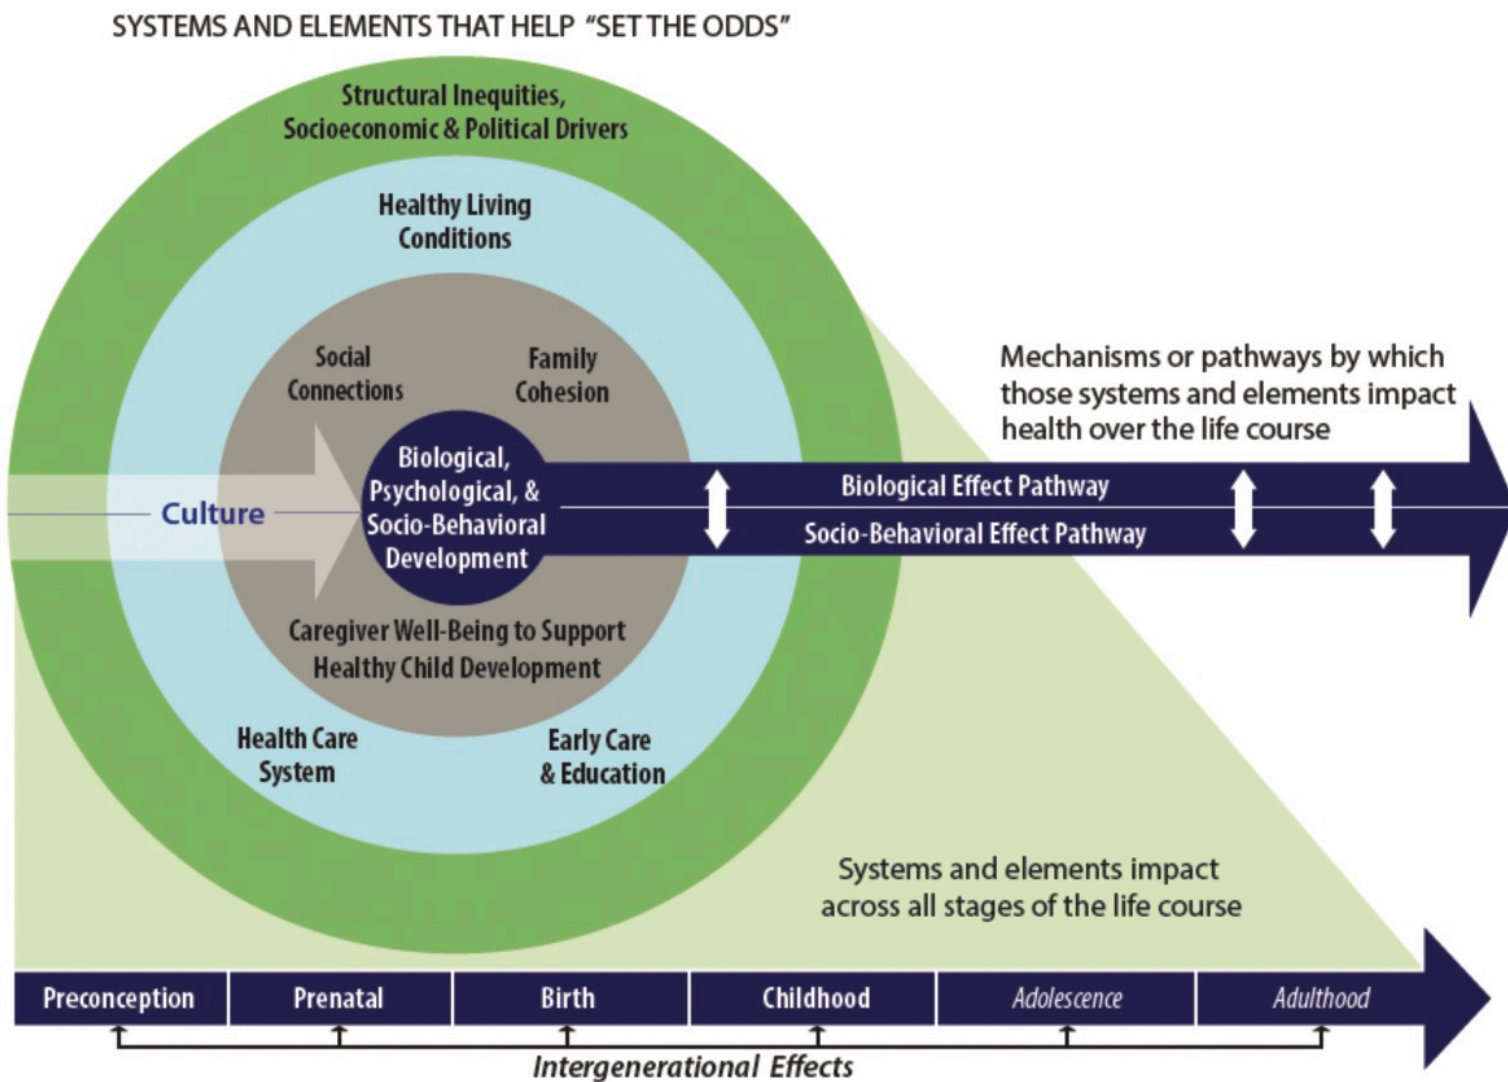 SYSTEMS AND ELEMENTS THAT HELP “SET THE ODDS”
Structural Inequities,
Socioeconomic & Political Drivers
Healthy Living
Conditions
Social
Connections
Family
Cohesion
Mechanisms or pathways by which
those systems and elements impact
health over the life course
Culture
Biological,
Psychological, &
Socio-Behavioral
Development
Biological Effect Pathway
Socio-Behavioral Effect Pathway
Caregiver Well-Being to Support
Healthy Child Development
Health Care
System
Early Care
& Education
Systems and elements impact
across all stages of the life course
Preconception
Prenatal
Birth
Childhood
Adolescence
Adulthood
Intergenerational Effects